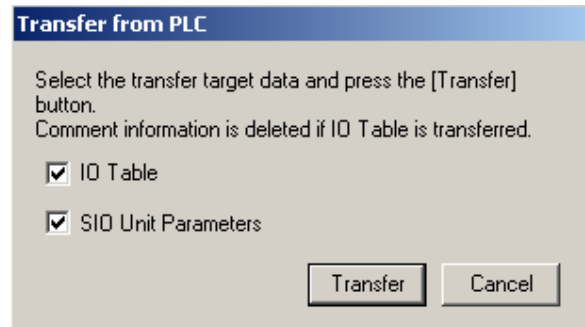 Transfer from PLC
Select the transfer target data and press the [Transfer]
button.
Comment information is deleted if IO Table is transferred.
IO Table
SIO Unit Parameters
Transfer Cancel